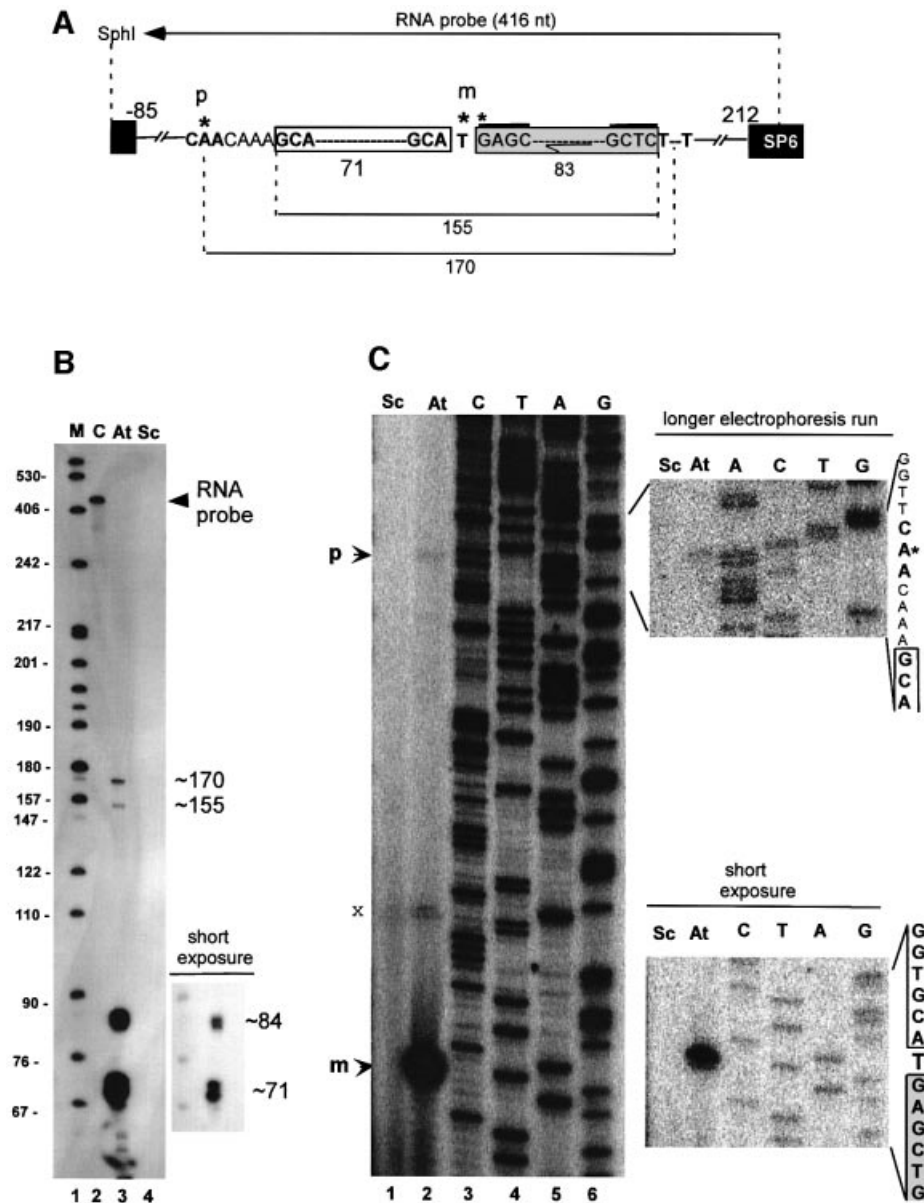 A
SphI
RNA probe (416 nt)
-85
p
*
m
* *
212
CAACAAAGCA----------GCA T GAGC--------GCTCT–T
SP6
71
83
155
170
B
M C At Sc
530-
406 -
242 -
217 -
201 -
190 -
180 -
157 -
147 -
122 -
110 -
90 -
76 -
67 -
RNA
probe
~170
~155
short
exposure
~84
~71
1 2 3 4
C
Sc At C T A G
p
x
m
1 2 3 4 5 6
longer electrophoresis run
Sc At A C T G
G
G
T
T
C
A*
A
C
A
A
A
G
C
A
short
exposure
Sc At C T A G
G
G
T
G
C
A
T
G
A
G
C
T
G